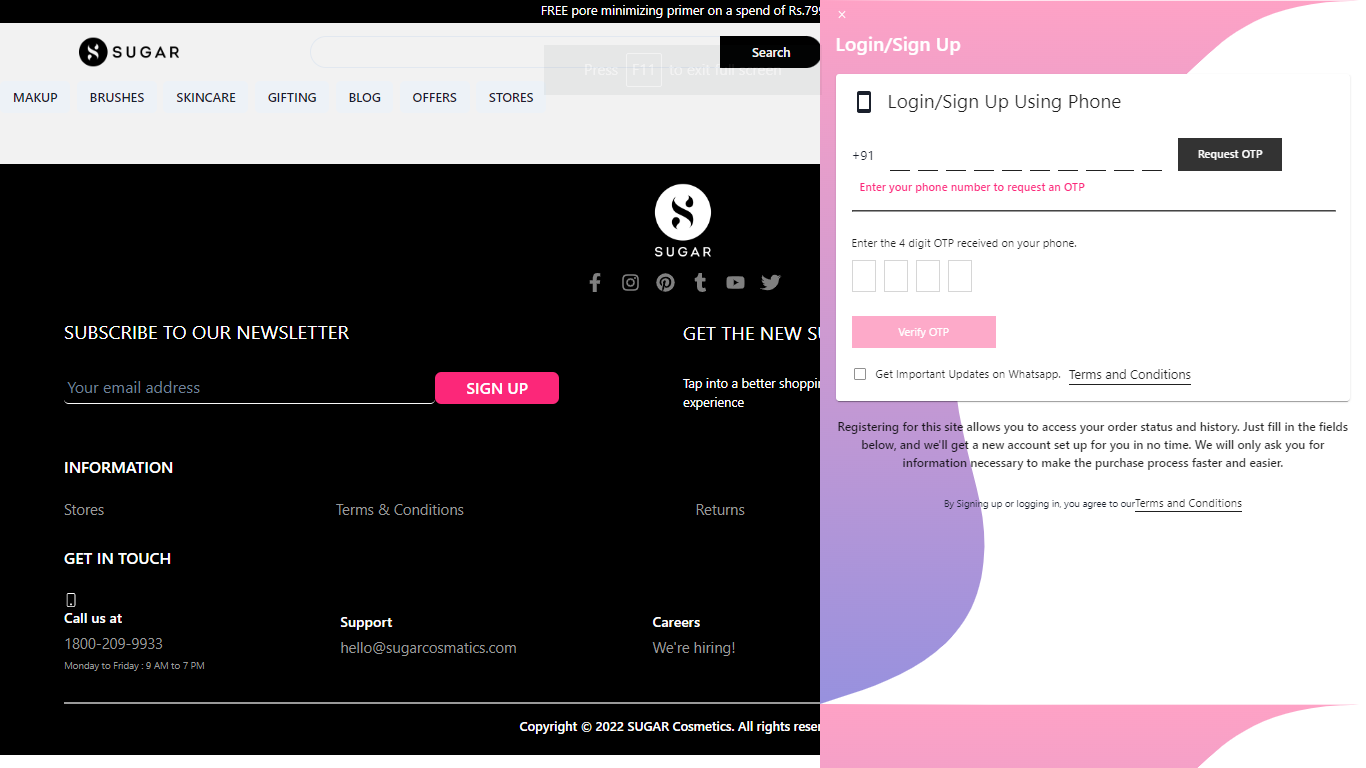 FREE pore minimizing primer on a spend of Rs.799
SUGAR
Search
Press F11 to exit full screen
MAKUP BRUSHES SKINCARE GIFTING BLOG OFFERS STORES
SUGAR
SUBSCRIBE TO OUR NEWSLETTER
Your email address
SIGN UP
GET THE NEW
Tap into a better
experience
INFORMATION
Stores
Terms & Conditions
Returns
GET IN TOUCH
Call us at
1800-209-9933
Monday to Friday : 9 AM to 7 PM
Support
hello@sugarcosmatics.com
Careers
We're hiring!
Copyright © 2022 SUGAR Cosmetics. All rights
×
Login/Sign Up
Login/Sign Up Using Phone
+91
Request OTP
Enter your phone number to request an OTP
Enter the 4 digit OTP received on your phone.
Verify OTP
Get Important Updates on Whatsapp. Terms and Conditions
Registering for this site allows you to access your order status and history. Just fill in the fields
below, and we'll get a new account set up for you in no time. We will only ask you for
information necessary to make the purchase process faster and easier.
By Signing up or logging in, you agree to ourTerms and Conditions